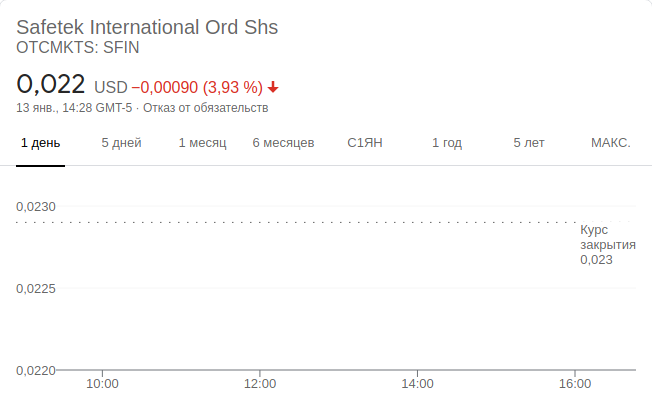 Safetek International Ord Shs
OTCMKTS: SFIN
0,022 USD −0,00090 (3,93 %)
13 янв., 14:28 GMT-5 · Отказ от обязательств
1 день 5 дней 1 месяц 6 месяцев С1ЯН 1 год 5 лет МАКС.
0,0230
Курс
закрытия
0,023
0,0225
0,0220
10:00 12:00 14:00 16:00